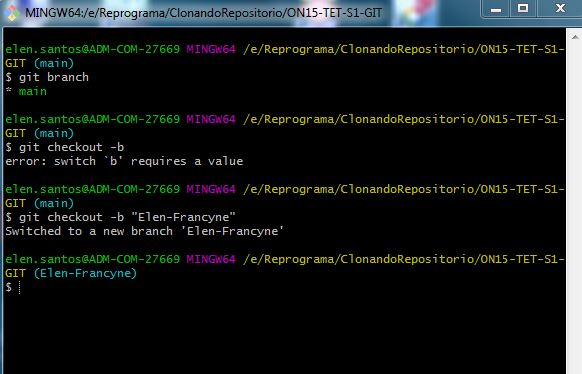 MINGW64:/e/Reprograma/ClonandoRepositorio/ON15-TET-S1-GIT
elen.santos@ADM-COM-27669 MINGW64 /e/Reprograma/ClonandoRepositorio/ON15-TET-S1-
GIT (main)
$ git branch
* main
elen.santos@ADM-COM-27669 MINGW64 /e/Reprograma/ClonandoRepositorio/ON15-TET-S1-
GIT (main)
$ git checkout -b
error: switch `b' requires a value
elen.santos@ADM-COM-27669 MINGW64 /e/Reprograma/ClonandoRepositorio/ON15-TET-S1-
GIT (main)
$ git checkout -b "Elen-Francyne"
Switched to a new branch 'Elen-Francyne'
elen.santos@ADM-COM-27669 MINGW64 /e/Reprograma/ClonandoRepositorio/ON15-TET-S1-
GIT (Elen-Francyne)
$